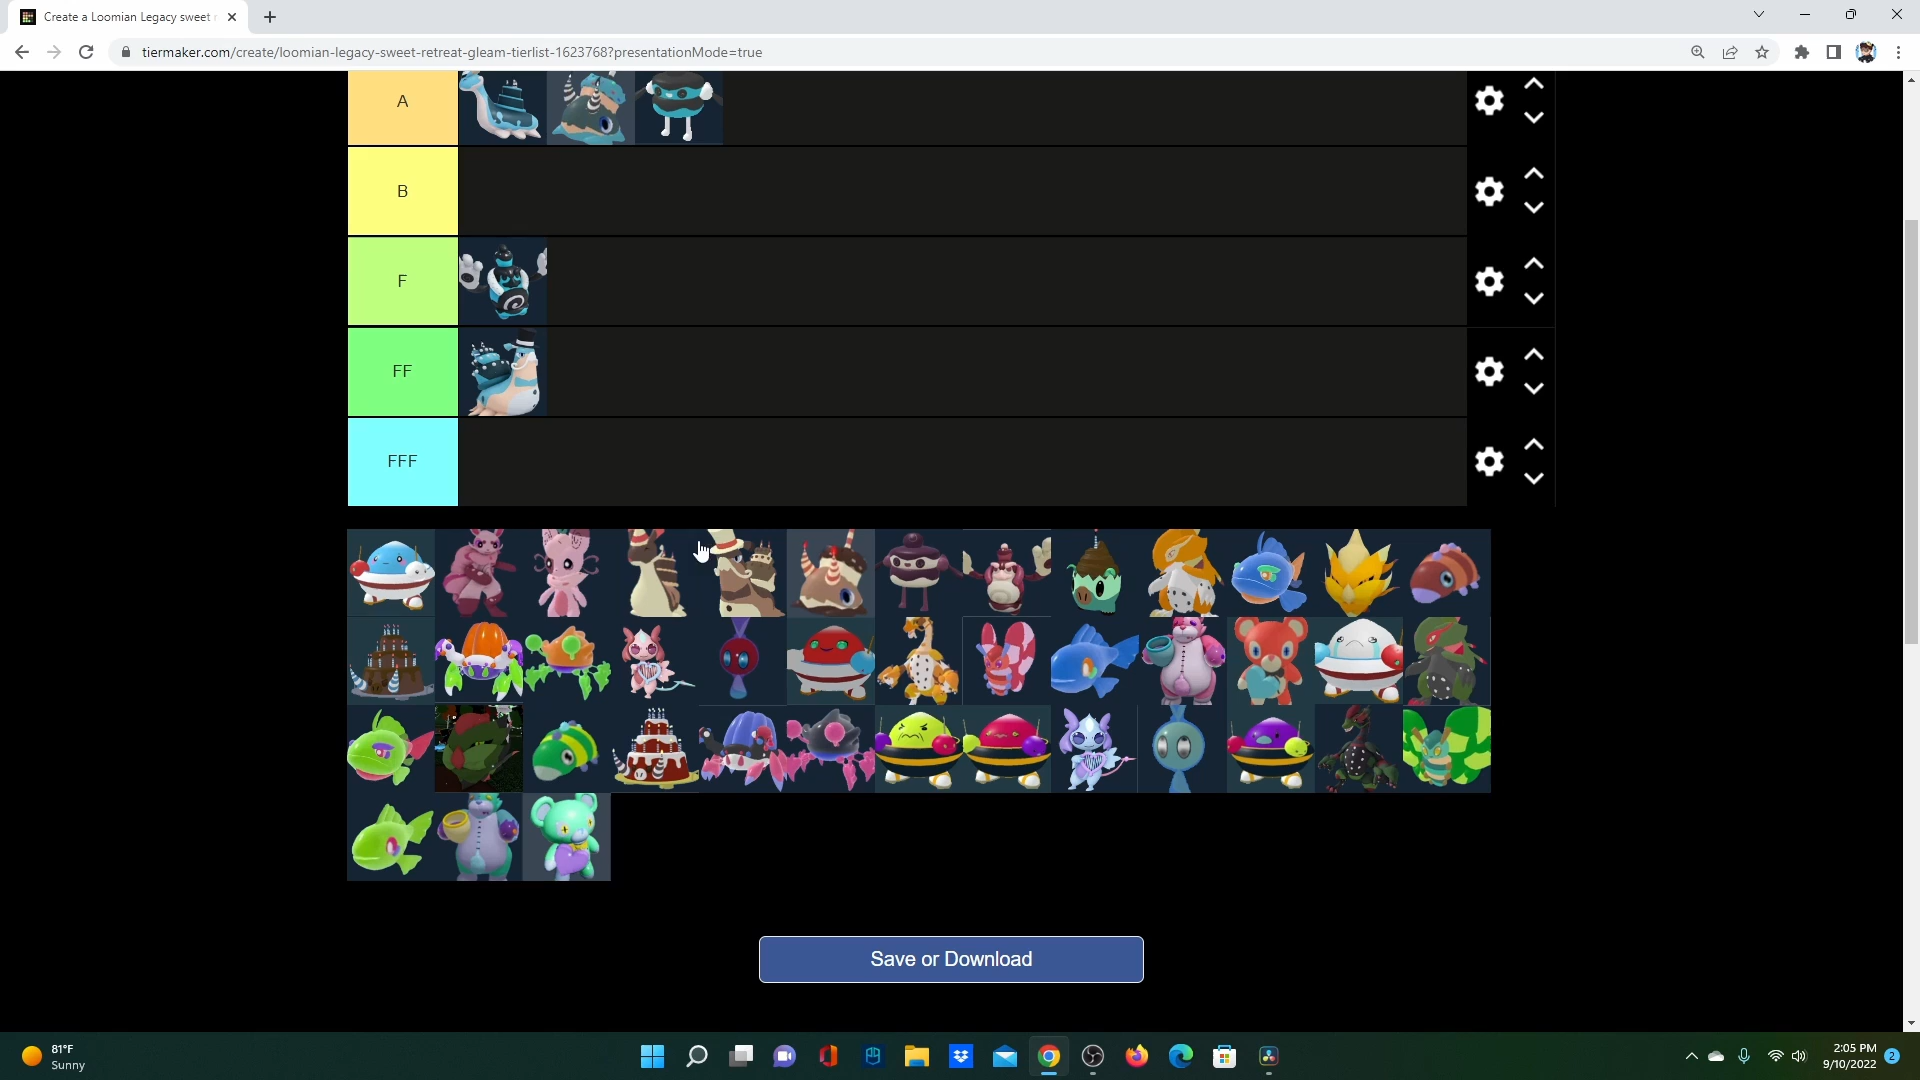 Create a Loomian Legacy sweet r
tiermaker.com/create/loomian-legacy-sweet-retreat-gleam-tierlist-1623768?presentationMode=true
A
B
F
FF
FFF
Save or Download
81°F
Sunny
2:05 PM
9/10/2022
2